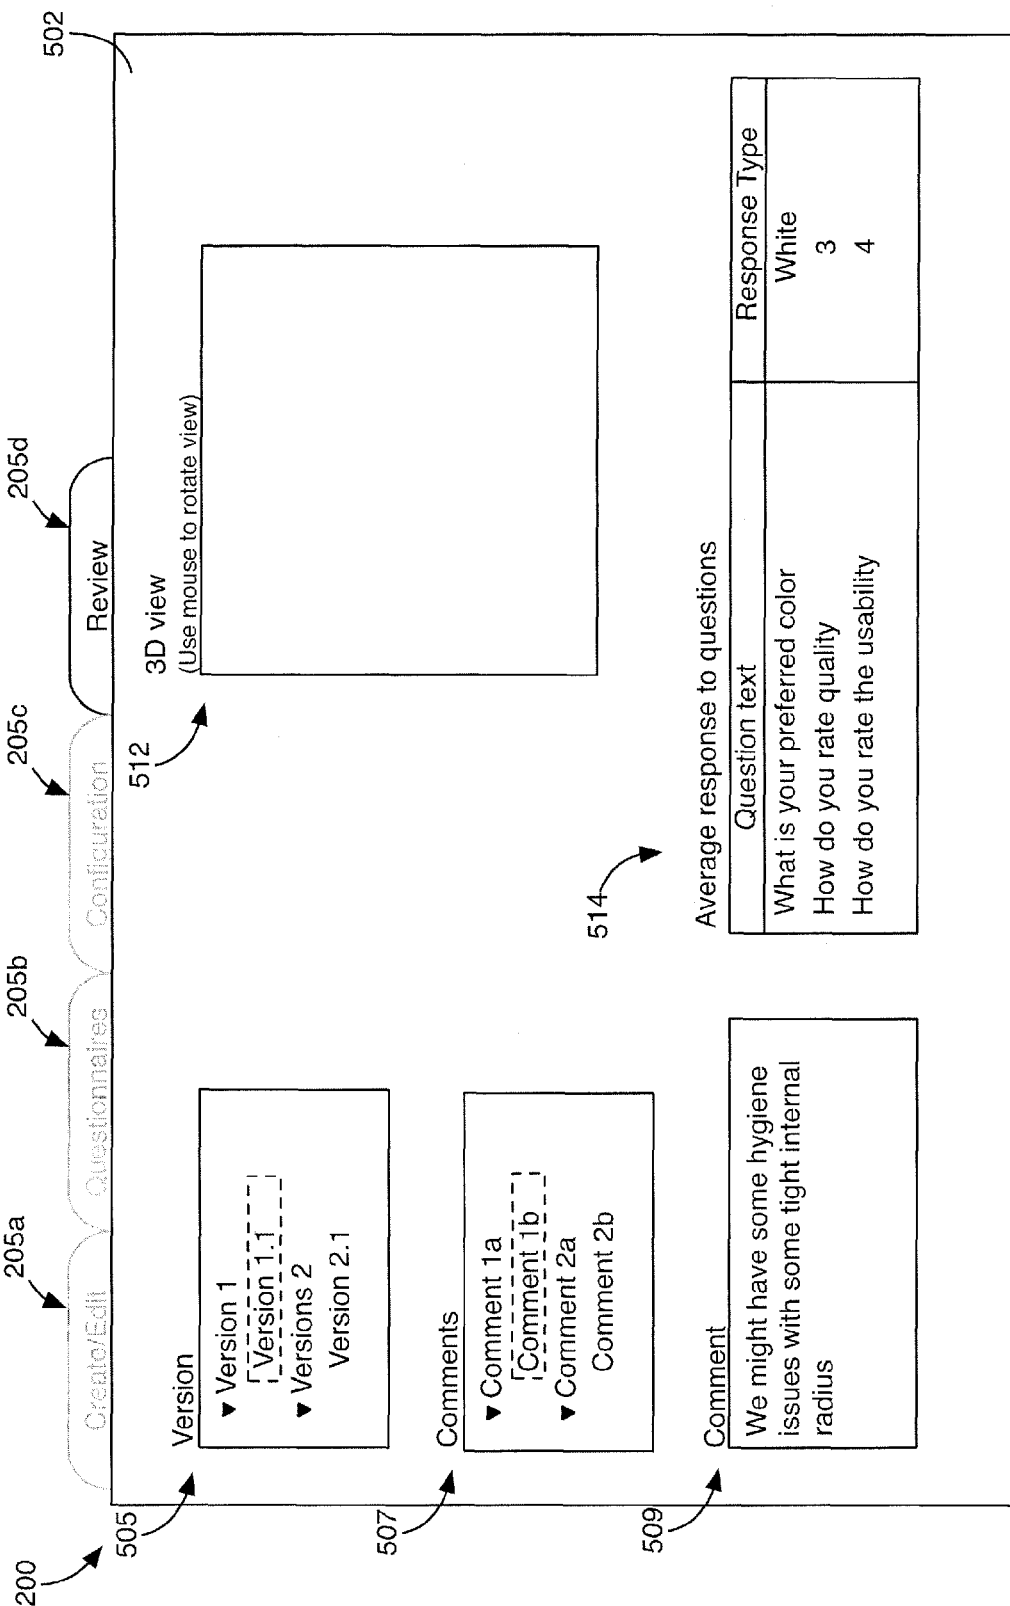 200
205a
205b
205c
205d
502
Create/Edit
Questionnaires
Configuration
Review
505
Version
▼ Version 1
Version 1.1
▼ Versions 2
Version 2.1
507
Comments
▼ Comment 1a
Comment 1b
▼ Comment 2a
Comment 2b
509
Comment
We might have some hygiene
issues with some tight internal
radius
512
3D view
(Use mouse to rotate view)
514
Average response to questions
Question text Response Type
What is your preferred color White
How do you rate quality 3
How do you rate the usability 4